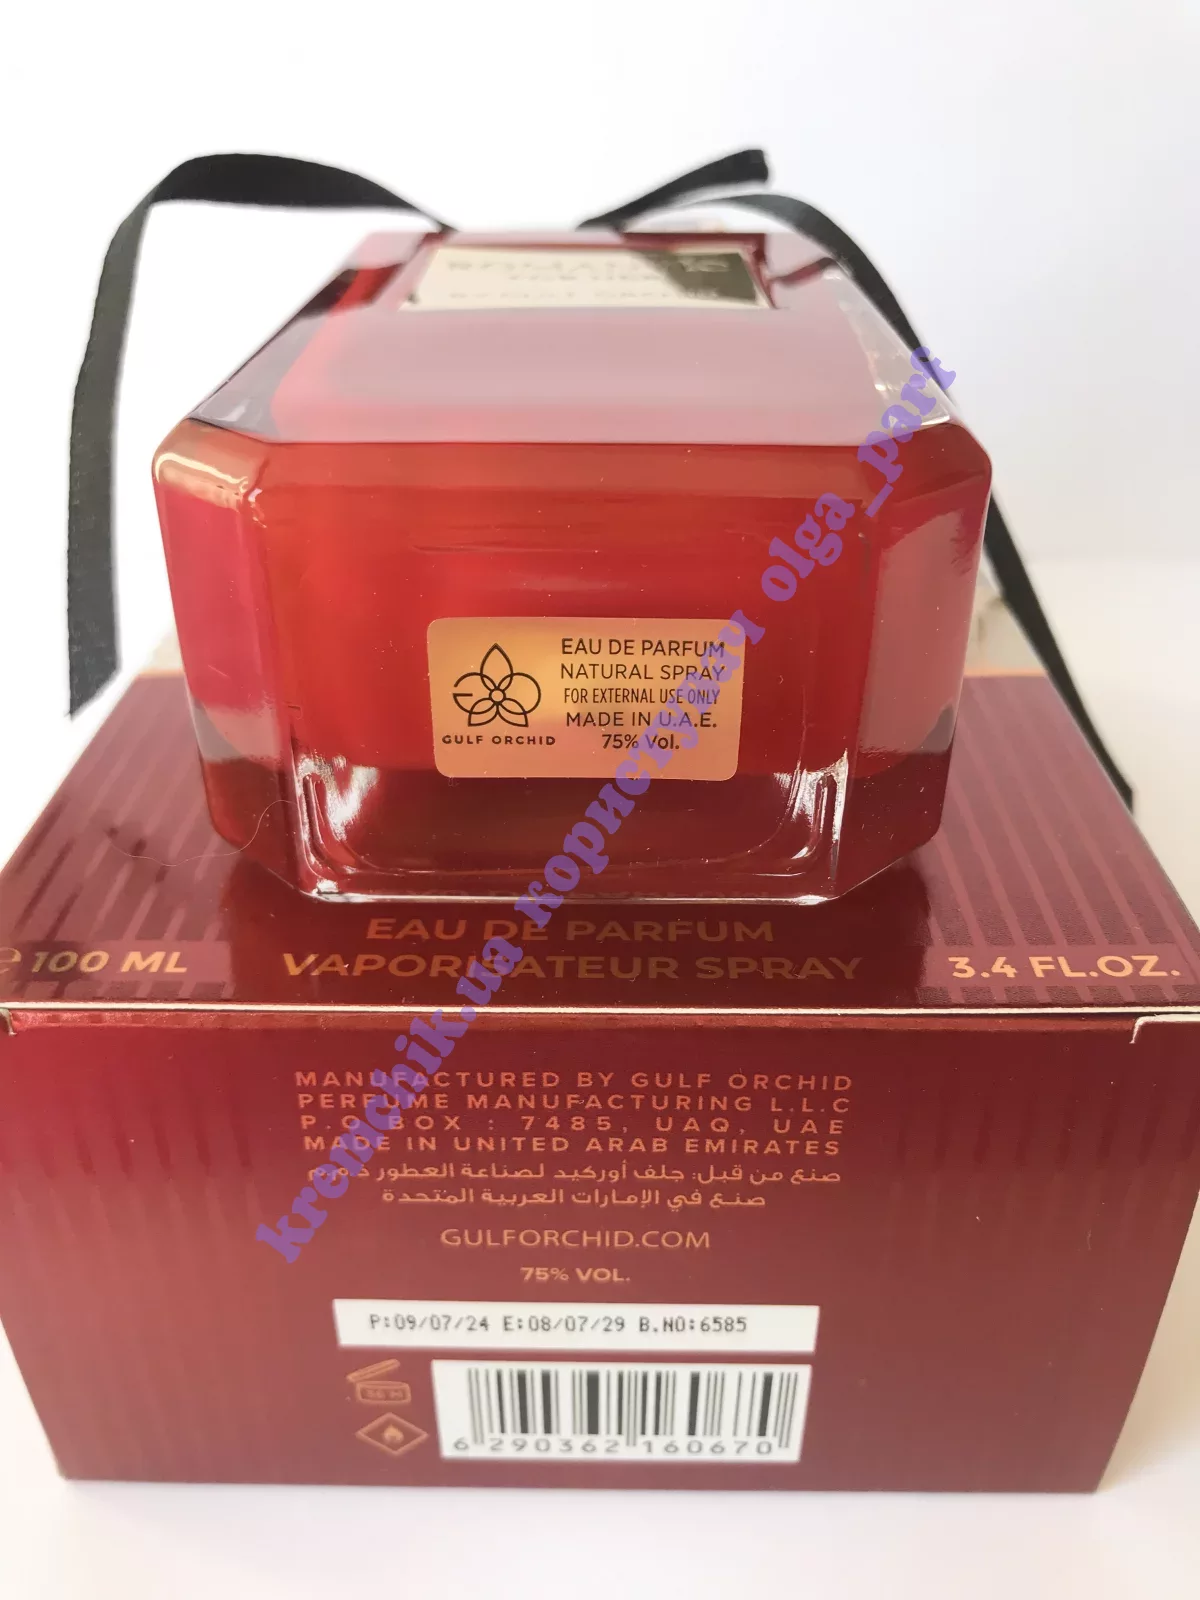 EAU DE PARFUM
NATURAL SPRAY
FOR EXTERNAL USE ONLY
MADE IN U.A.E.
75% Vol.
GULF ORCHID
EAU DE PARFUM
VAPORISATEUR SPRAY
e 100 ML
3.4 FL.OZ.
MANUFACTURED BY GULF ORCHID
PERFUME MANUFACTURING L.L.C
P.O BOX : 7485, UAQ, UAE
MADE IN UNITED ARAB EMIRATES
صنع من قبل: جلف أوركيد لصناعة العطور ذ.م.م
صنع في الإمارات العربية المتحدة
GULFORCHID.COM
75% VOL.
P:09/07/24 E:08/07/29 B.NO:6585
36 M
6 290362 160670
kremchik.ua користувач olga_parf